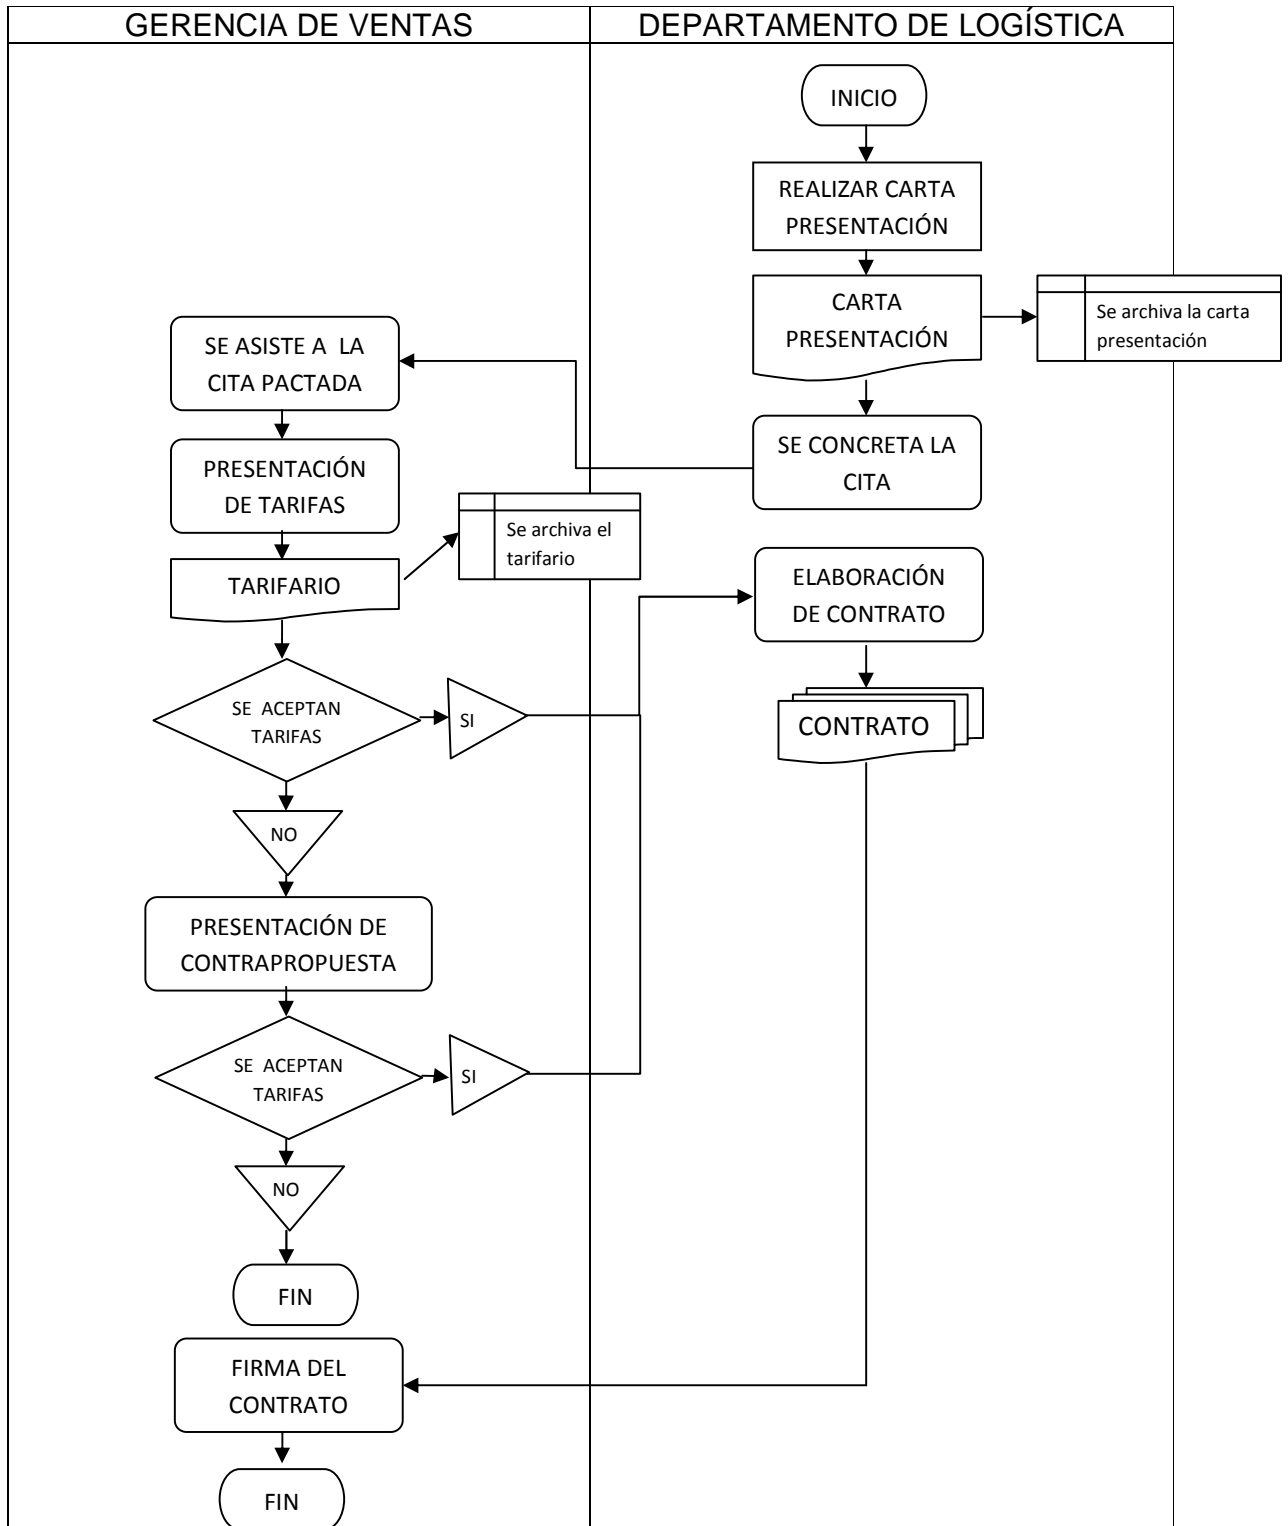 GERENCIA DE VENTAS
DEPARTAMENTO DE LOGÍSTICA
INICIO
REALIZAR CARTA
PRESENTACIÓN
CARTA
PRESENTACIÓN
Se archiva la carta
presentación
SE CONCRETA LA
CITA
SE ASISTE A LA
CITA PACTADA
PRESENTACIÓN
DE TARIFAS
TARIFARIO
Se archiva el
tarifario
SE ACEPTAN
TARIFAS
SI
NO
ELABORACIÓN
DE CONTRATO
CONTRATO
PRESENTACIÓN DE
CONTRAPROPUESTA
SE ACEPTAN
TARIFAS
SI
NO
FIN
FIRMA DEL
CONTRATO
FIN